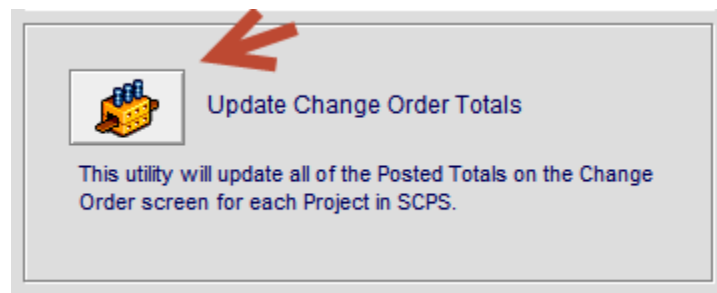 Update Change Order Totals
This utility will update all of the Posted Totals on the Change
Order screen for each Project in SCPS.